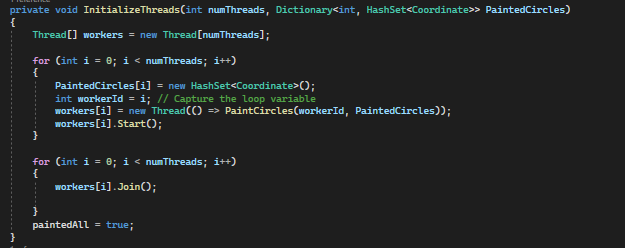 private void InitializeThreads(int numThreads, Dictionary<int, HashSet<Coordinate>> PaintedCircles)
{
    Thread[] workers = new Thread[numThreads];

    for (int i = 0; i < numThreads; i++)
    {
        PaintedCircles[i] = new HashSet<Coordinate>();
        int workerId = i; // Capture the loop variable
        workers[i] = new Thread(() => PaintCircles(workerId, PaintedCircles));
        workers[i].Start();
    }

    for (int i = 0; i < numThreads; i++)
    {
        workers[i].Join();

    }
    paintedAll = true;
}